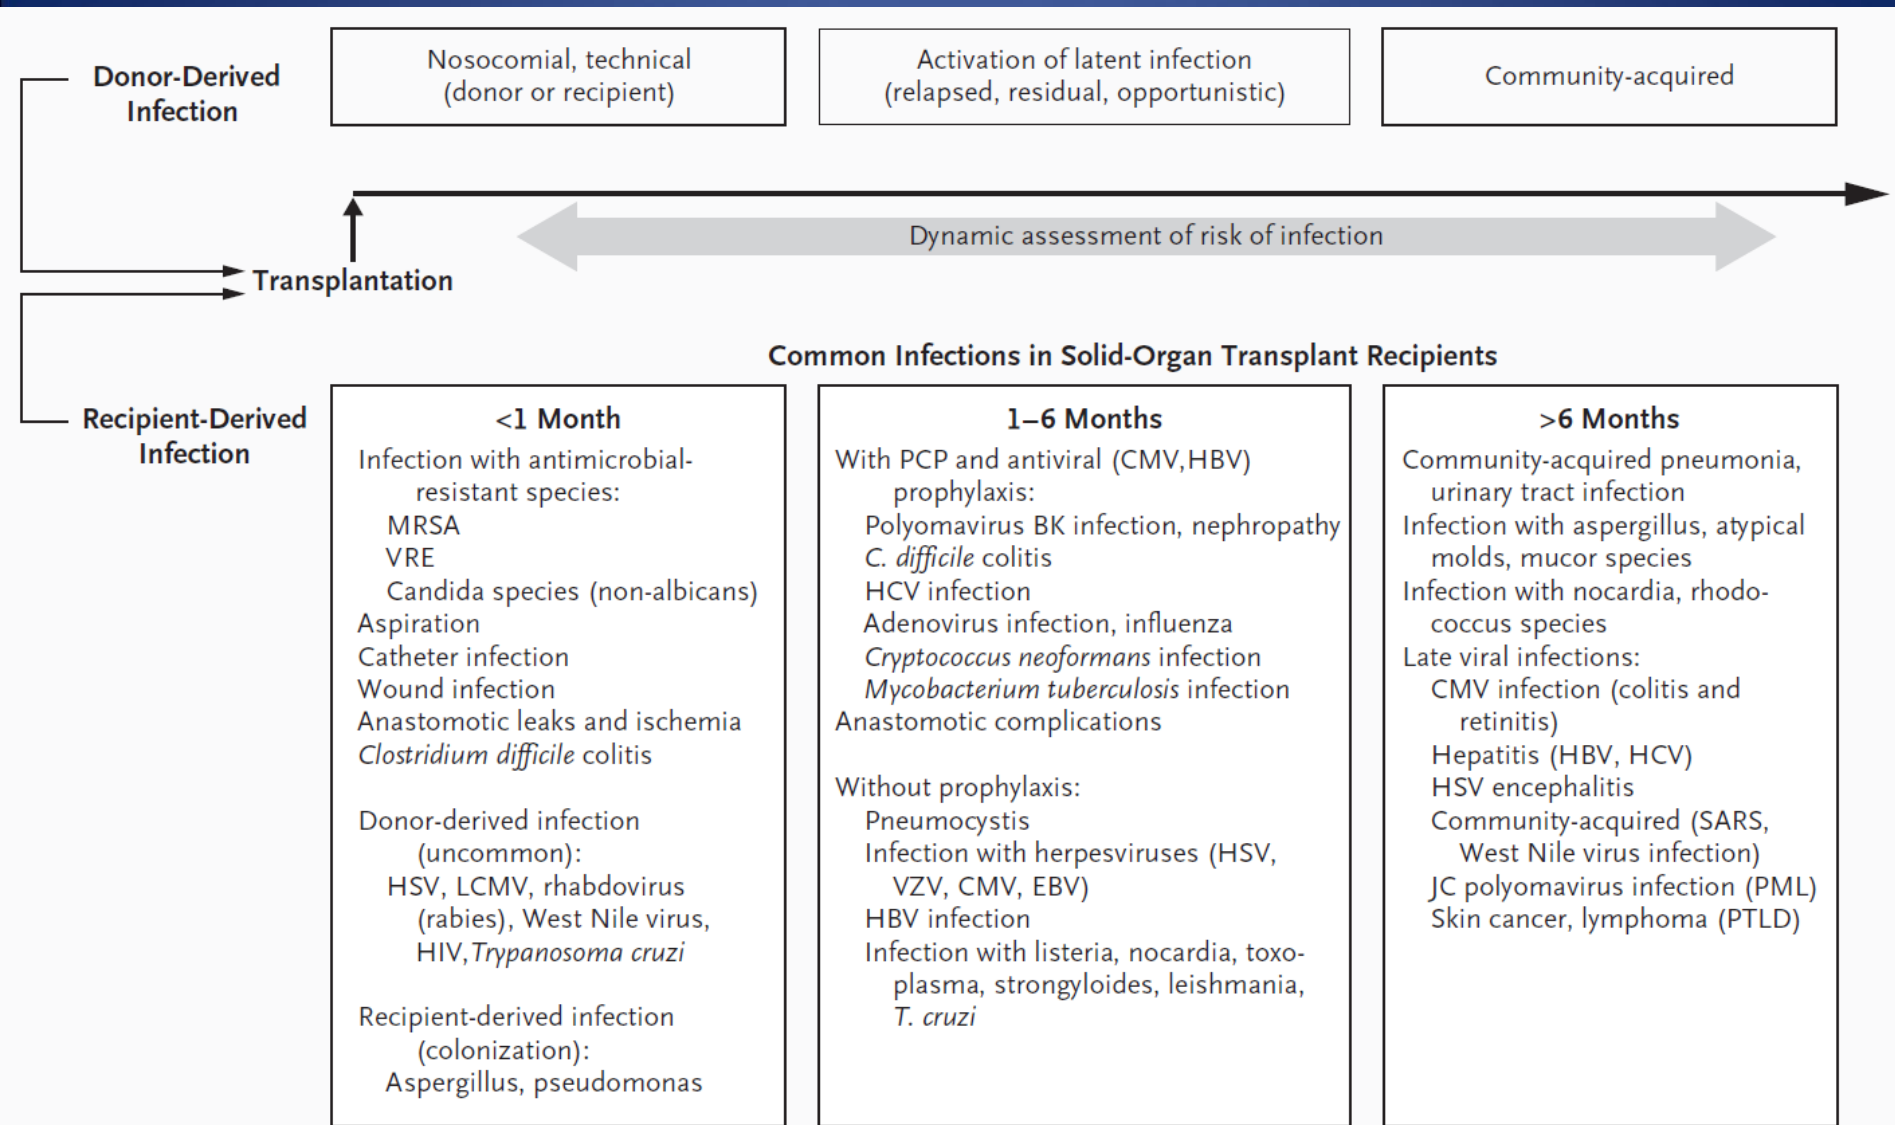 Donor-Derived
Infection
Nosocomial, technical
(donor or recipient)
Activation of latent infection
(relapsed, residual, opportunistic)
Community-acquired
Dynamic assessment of risk of infection
Transplantation
Common Infections in Solid-Organ Transplant Recipients
Recipient-Derived
Infection
<1 Month
Infection with antimicrobial-
resistant species:
MRSA
VRE
Candida species (non-albicans)
Aspiration
Catheter infection
Wound infection
Anastomotic leaks and ischemia
Clostridium difficile colitis
Donor-derived infection
(uncommon):
HSV, LCMV, rhabdovirus
(rabies), West Nile virus,
HIV,Trypanosoma cruzi
Recipient-derived infection
(colonization):
Aspergillus, pseudomonas
1–6 Months
With PCP and antiviral (CMV,HBV)
prophylaxis:
Polyomavirus BK infection, nephropathy
C. difficile colitis
HCV infection
Adenovirus infection, influenza
Cryptococcus neoformans infection
Mycobacterium tuberculosis infection
Anastomotic complications
Without prophylaxis:
Pneumocystis
Infection with herpesviruses (HSV,
VZV, CMV, EBV)
HBV infection
Infection with listeria, nocardia, toxo-
plasma, strongyloides, leishmania,
T. cruzi
>6 Months
Community-acquired pneumonia,
urinary tract infection
Infection with aspergillus, atypical
molds, mucor species
Infection with nocardia, rhodo-
coccus species
Late viral infections:
CMV infection (colitis and
retinitis)
Hepatitis (HBV, HCV)
HSV encephalitis
Community-acquired (SARS,
West Nile virus infection)
JC polyomavirus infection (PML)
Skin cancer, lymphoma (PTLD)